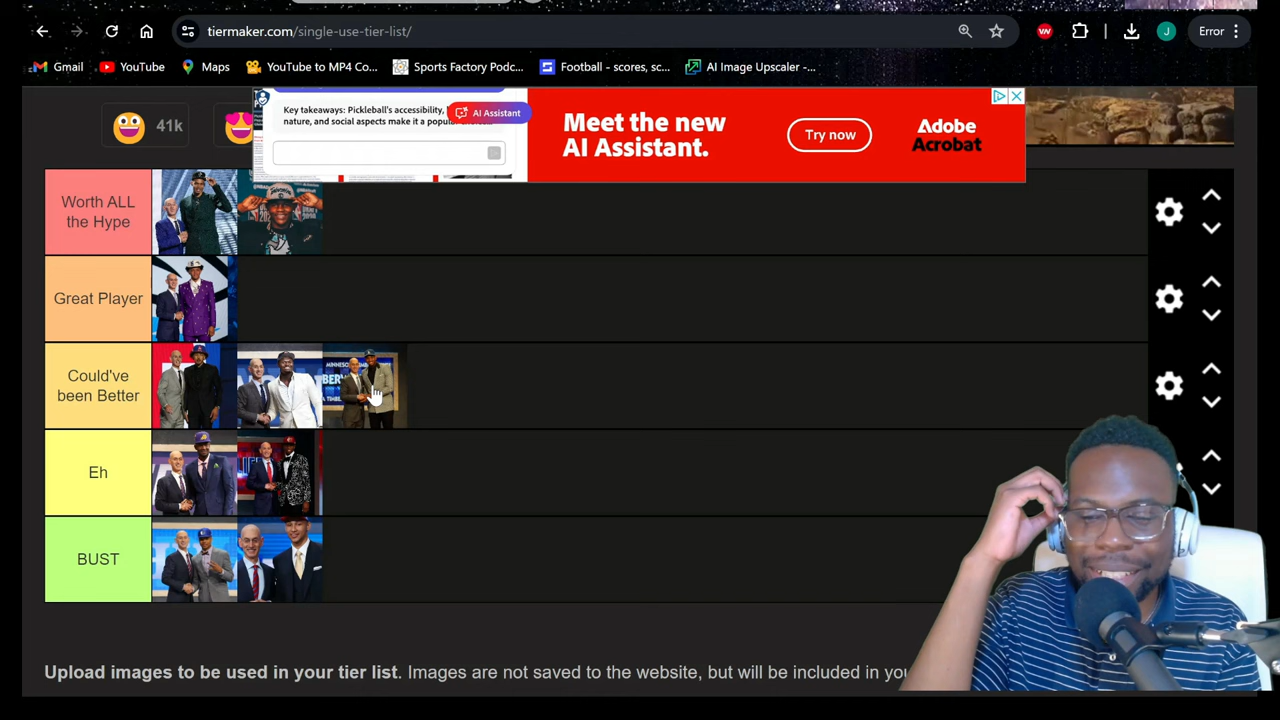 tiermaker.com/single-use-tier-list/
Error
Gmail
YouTube
Maps
YouTube to MP4 Co...
Sports Factory Podc...
Football - scores, sc...
AI Image Upscaler -...
41k
Key takeaways: Pickleball's accessibility,
nature, and social aspects make it a
AI Assistant
Meet the new
AI Assistant.
Try now
Adobe
Acrobat
Worth ALL
the Hype
Great Player
Could've
been Better
Eh
BUST
Upload images to be used in your tier list. Images are not saved to the website, but will be included in